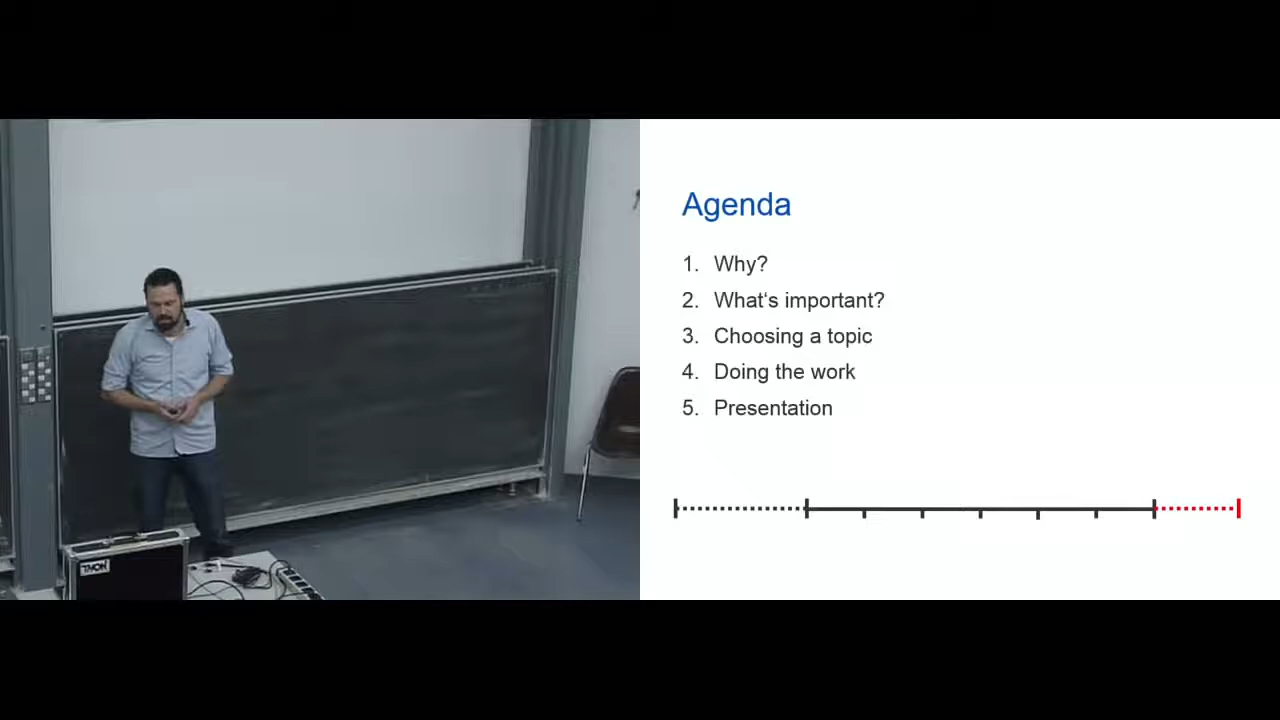 Agenda
1. Why?
2. What‘s important?
3. Choosing a topic
4. Doing the work
5. Presentation